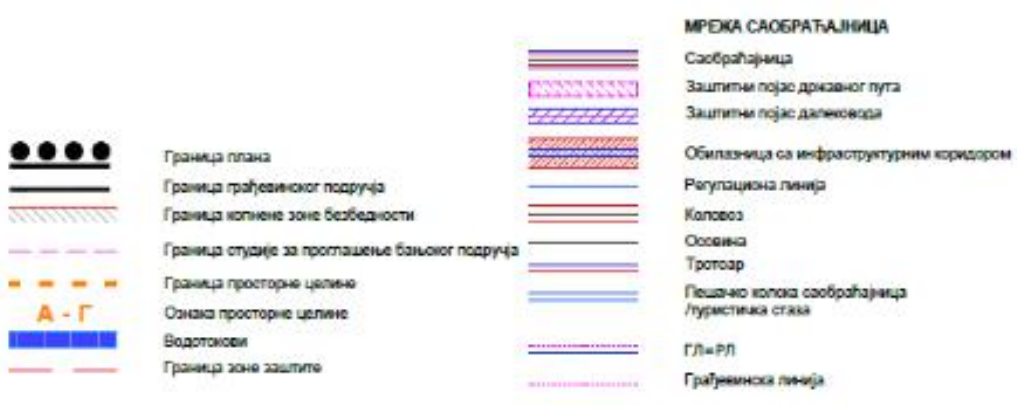 Граница плана
Граница грађевинског подручја
Граница копнене зоне безбедности
Граница студије за проглашење бањског подручја
Граница просторне целине
А - Г
Ознака просторне целине
Водотокови
Граница зоне заштите
МРЕЖА САОБРАЋАЈНИЦА
Саобраћајница
Заштитни појас државног пута
Заштитни појас далековода
Обилазница са инфраструктурним коридором
Регулациона линија
Коловоз
Осовина
Тротоар
Пешачко колска саобраћајница
/туристичка стаза
ГЛ=РЛ
Грађевинска линија